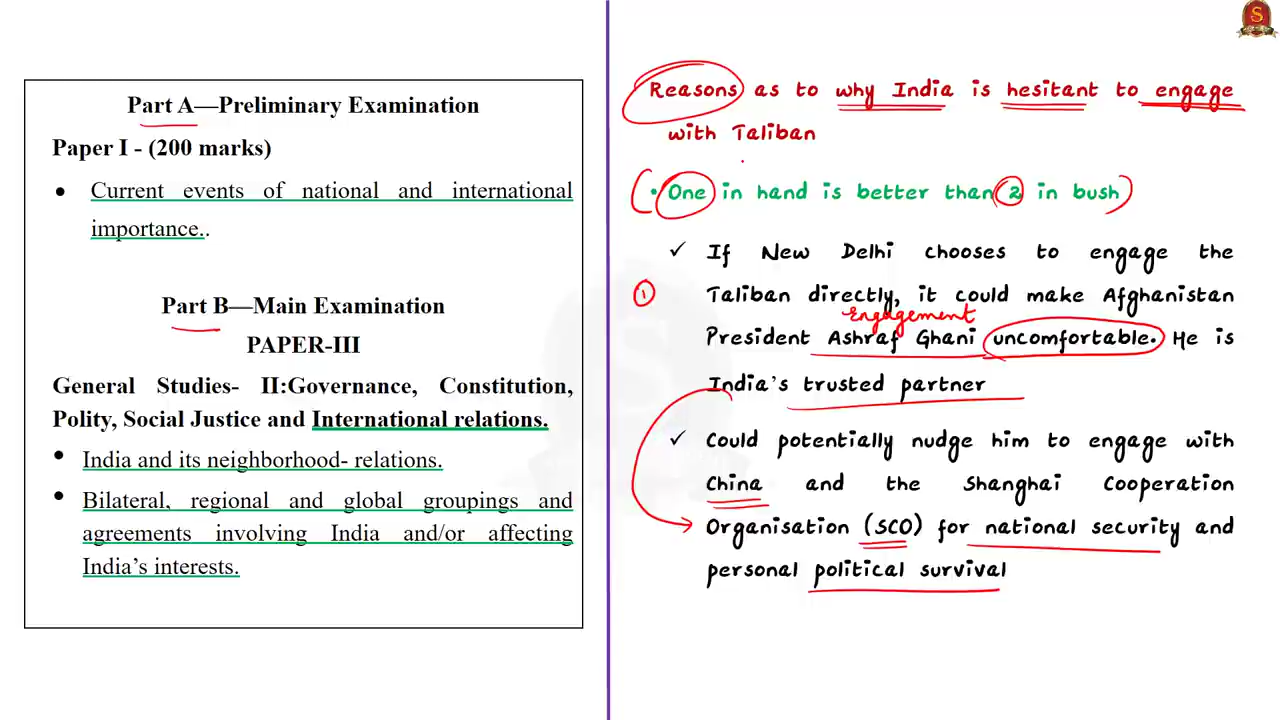 Part A—Preliminary Examination
Paper I - (200 marks)
• Current events of national and international
importance..
Part B—Main Examination
PAPER-III
General Studies- II:Governance, Constitution,
Polity, Social Justice and International relations.
• India and its neighborhood- relations.
• Bilateral, regional and global groupings and
agreements involving India and/or affecting
India's interests.
Reasons as to why India is hesitant to engage
with Taliban
(• One in hand is better than 2 in bush)
✓ If New Delhi chooses to engage the
① Taliban directly, it could make Afghanistan
Engagement
President Ashraf Ghani uncomfortable. He is
India's trusted partner
✓ Could potentially nudge him to engage with
China and the Shanghai Cooperation
Organisation (SCO) for national security and
personal political survival